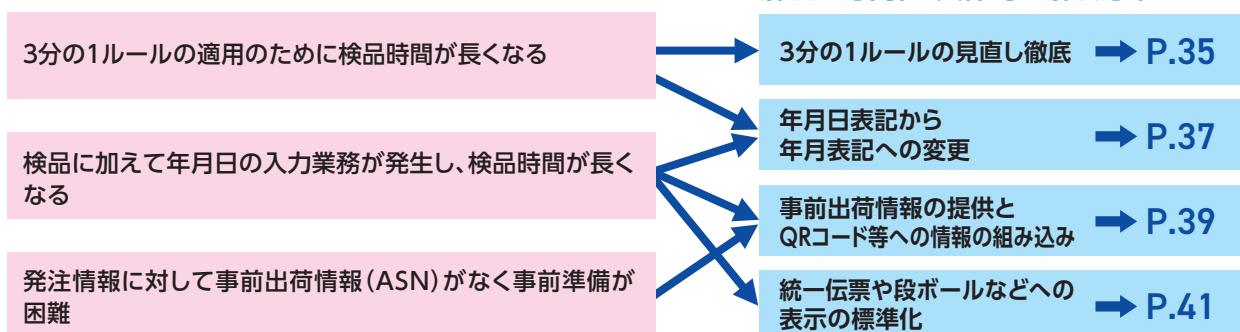 3分の1ルールの適用のために検品時間が長くなる
3分の1ルールの見直し徹底 → P.35
年月日表記から
年月表記への変更 → P.37
検品に加えて年月日の入力業務が発生し、検品時間が長く
なる
事前出荷情報の提供と
QRコード等への情報の組み込み → P.39
発注情報に対して事前出荷情報(ASN)がなく事前準備が
困難
統一伝票や段ボールなどへの
表示の標準化 → P.41